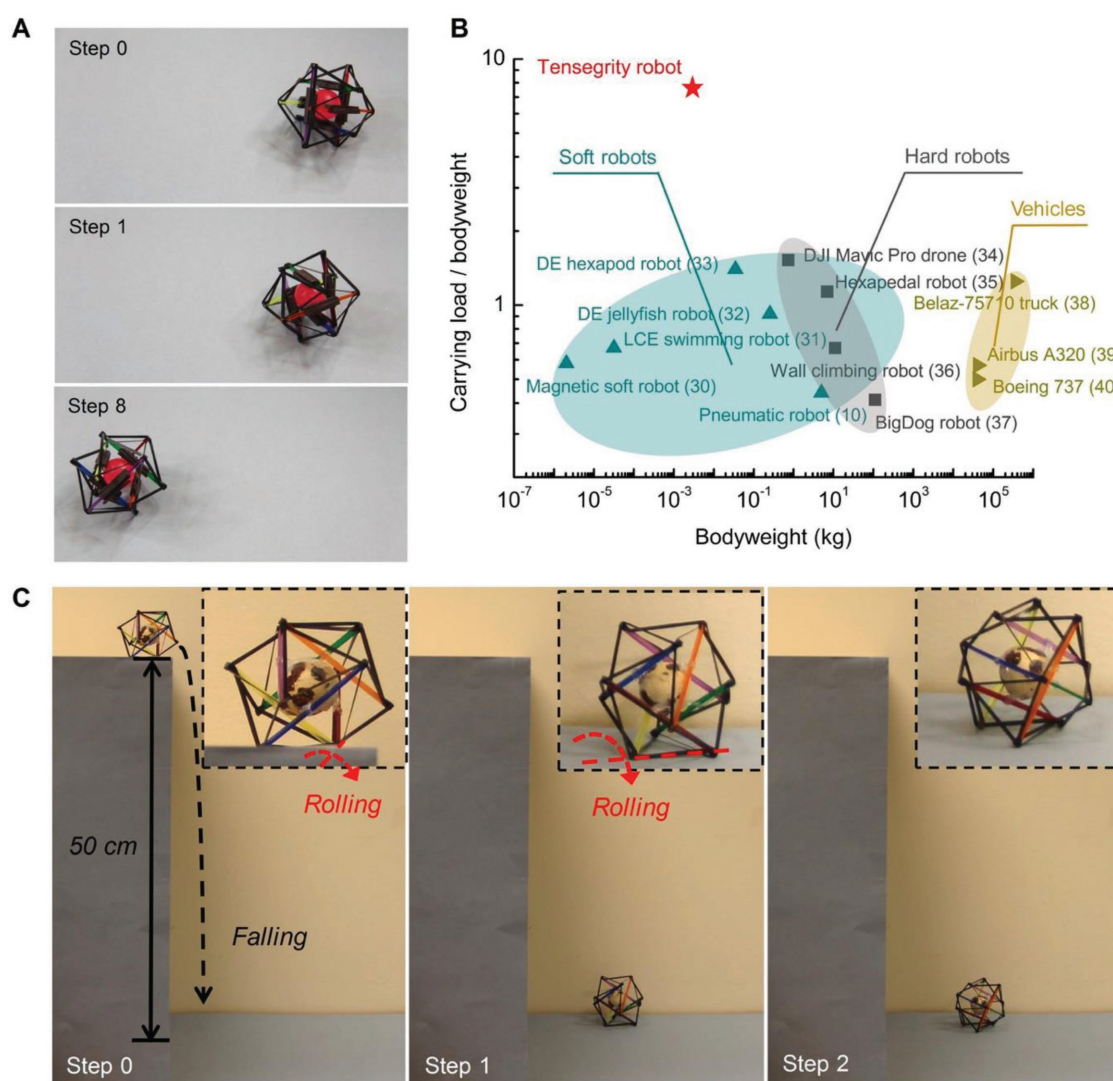 A
Step 0
Step 1
Step 8
B
Carrying load / bodyweight
10
1
Tensegrity robot
Soft robots
Hard robots
Vehicles
DE hexapod robot (33)
DJI Mavic Pro drone (34)
Hexapedal robot (35)
Belaz-75710 truck (38)
DE jellyfish robot (32)
LCE swimming robot (31)
Airbus A320 (39
Magnetic soft robot (30)
Wall climbing robot (36)
Boeing 737 (40
Pneumatic robot (10)
BigDog robot (37)
10⁻⁷ 10⁻⁵ 10⁻³ 10⁻¹ 10¹ 10³ 10⁵
Bodyweight (kg)
C
50 cm
Falling
Rolling
Step 0
Rolling
Step 1
Step 2